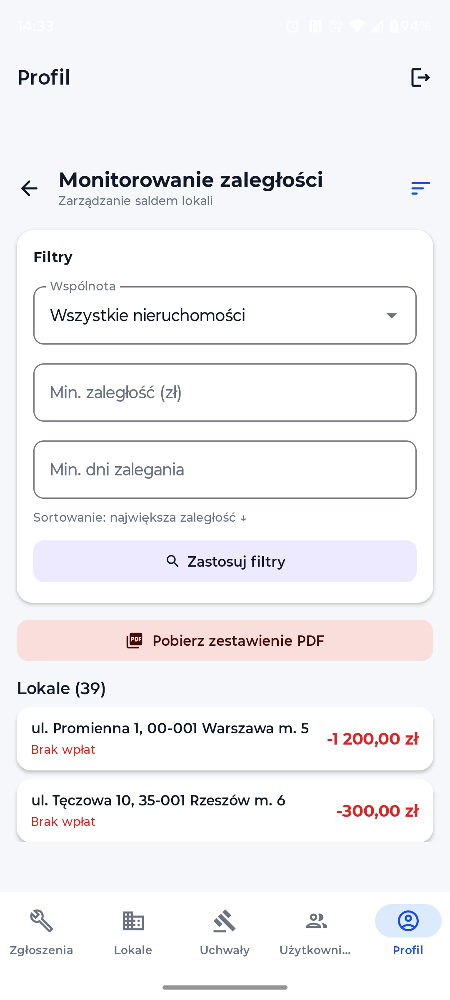 14:33
Vo
LTE
94%
Profil
Monitorowanie zaległości
Zarządzanie saldem lokali
Filtry
Wspólnota
Wszystkie nieruchomości
Min. zaległość (zł)
Min. dni zalegania
Sortowanie: największa zaległość ↓
Zastosuj filtry
PDF
Pobierz zestawienie PDF
Lokale (39)
ul. Promienna 1, 00-001 Warszawa m. 5
Brak wpłat
-1 200,00 zł
ul. Tęczowa 10, 35-001 Rzeszów m. 6
Brak wpłat
-300,00 zł
Zgłoszenia
Lokale
Uchwały
Użytkowni...
Profil